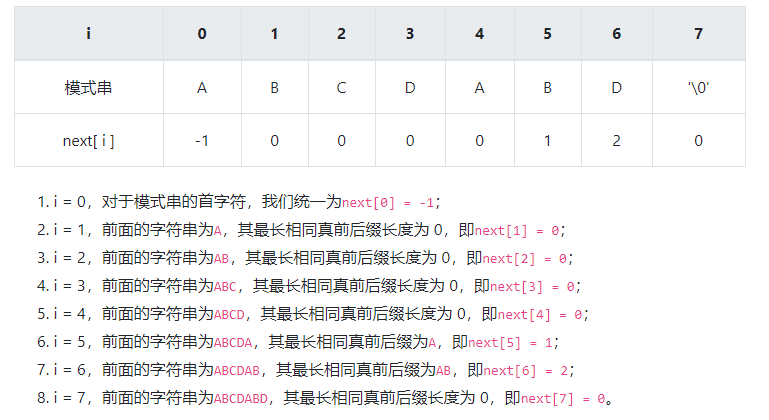 i 0 1 2 3 4 5 6 7
模式串 A B C D A B D '\0'
next[ i ] -1 0 0 0 0 1 2 0
1. i = 0，对于模式串的首字符，我们统一为next[0] = -1；
2. i = 1，前面的字符串为A，其最长相同真前后缀长度为 0，即next[1] = 0；
3. i = 2，前面的字符串为AB，其最长相同真前后缀长度为 0，即next[2] = 0；
4. i = 3，前面的字符串为ABC，其最长相同真前后缀长度为 0，即next[3] = 0；
5. i = 4，前面的字符串为ABCD，其最长相同真前后缀长度为 0，即next[4] = 0；
6. i = 5，前面的字符串为ABCDA，其最长相同真前后缀为A，即next[5] = 1；
7. i = 6，前面的字符串为ABCDAB，其最长相同真前后缀为AB，即next[6] = 2；
8. i = 7，前面的字符串为ABCDABD，其最长相同真前后缀长度为 0，即next[7] = 0。